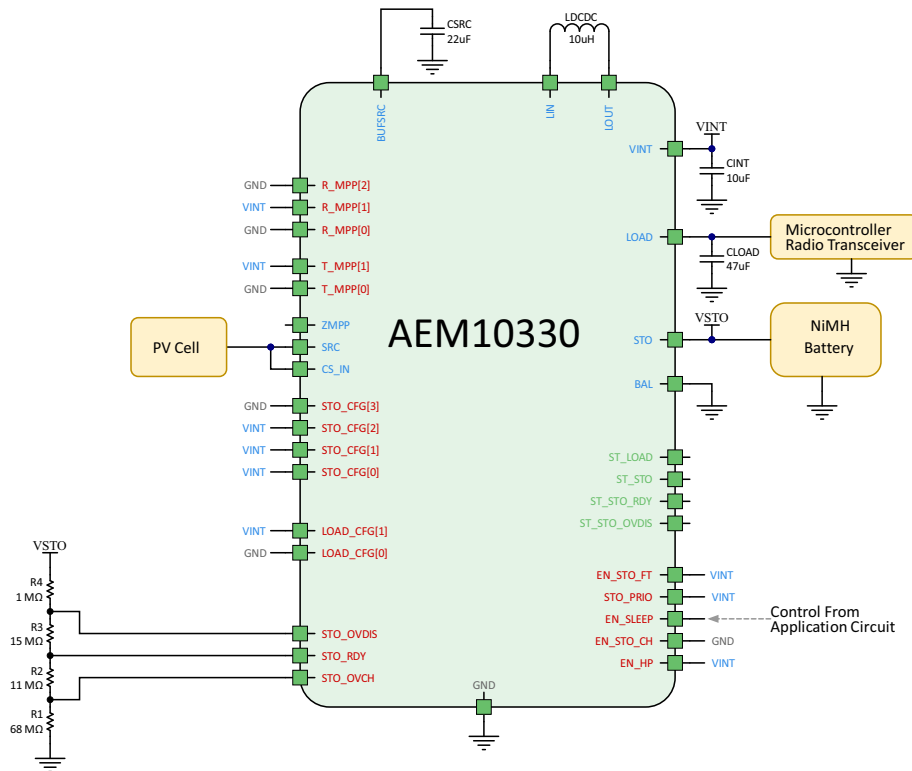 CSRC
22uF
LDCDC
10uH
BUFSRC
LIN
LOUT
VINT
VINT
CINT
10uF
GND R_MPP[2]
VINT R_MPP[1]
GND R_MPP[0]
LOAD
Microcontroller
Radio Transceiver
CLOAD
47uF
VINT T_MPP[1]
GND T_MPP[0]
AEM10330
ZMPP
PV Cell
SRC
CS_IN
VSTO
STO
NiMH
Battery
BAL
GND STO_CFG[3]
VINT STO_CFG[2]
VINT STO_CFG[1]
VINT STO_CFG[0]
ST_LOAD
ST_STO
ST_STO_RDY
ST_STO_OVDIS
VINT LOAD_CFG[1]
GND LOAD_CFG[0]
VSTO
R4
1 MΩ
R3
15 MΩ
R2
11 MΩ
R1
68 MΩ
STO_OVDIS
STO_RDY
STO_OVCH
EN_STO_FT VINT
STO_PRIO VINT
EN_SLEEP
Control From
Application Circuit
EN_STO_CH GND
EN_HP VINT
GND